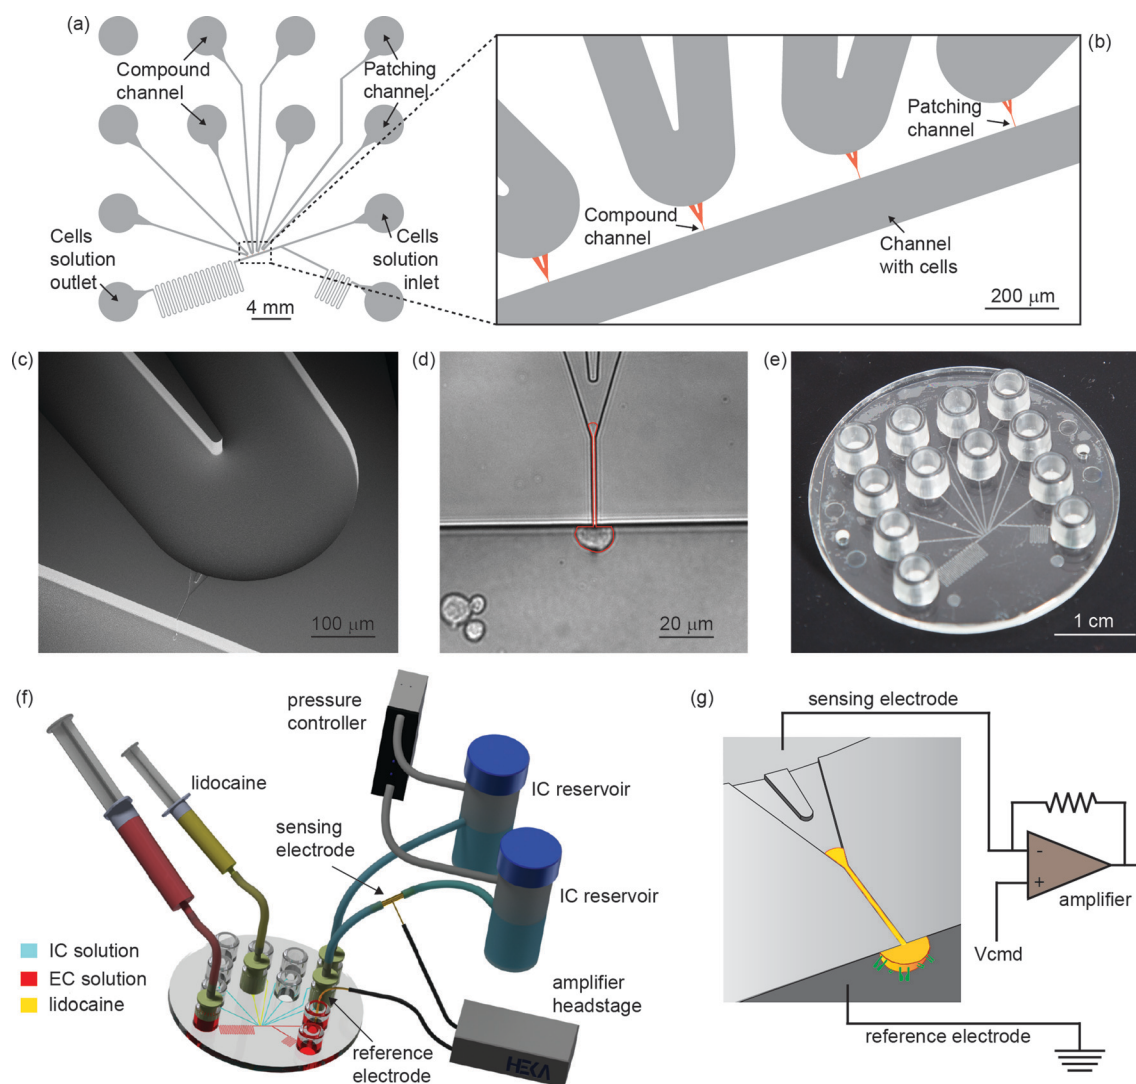 (a)
Compound
channel
Patching
channel
Cells
solution
outlet
Cells
solution
inlet
4 mm
(b)
Patching
channel
Compound
channel
Channel
with cells
200 μm
(c)
100 μm
(d)
20 μm
(e)
1 cm
(f)
pressure
controller
lidocaine
IC reservoir
sensing
electrode
IC reservoir
IC solution
EC solution
lidocaine
amplifier
headstage
HEKA
reference
electrode
(g)
sensing electrode
-
+
amplifier
Vcmd
reference electrode